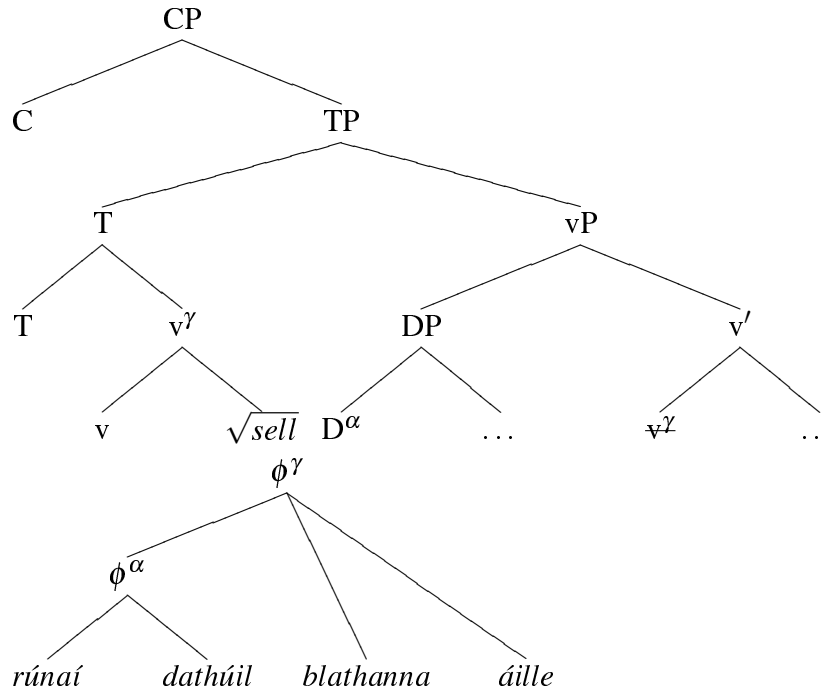 CP
C TP
T vP
T v^γ DP v′
v √sell D^α ... v^γ ..
ϕ^γ
ϕ^α
rúnaí dathúil blathanna áille